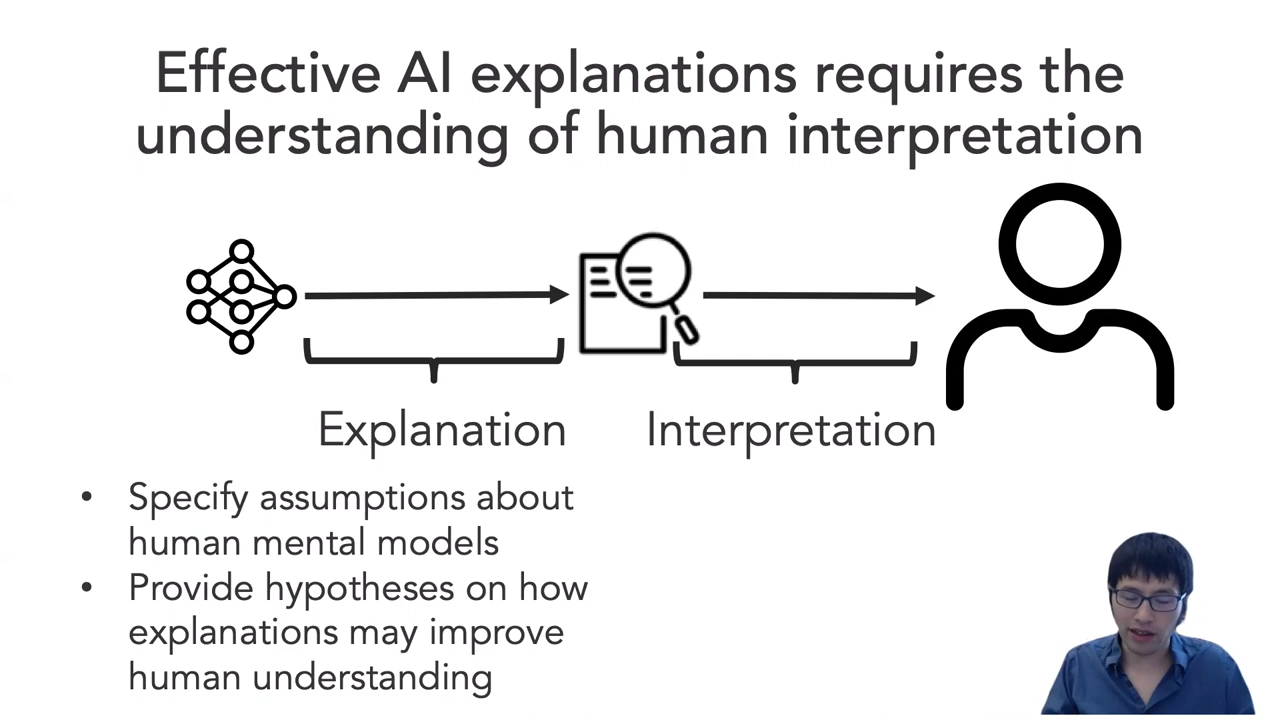 Effective AI explanations requires the
understanding of human interpretation
Explanation
Interpretation
• Specify assumptions about
human mental models
• Provide hypotheses on how
explanations may improve
human understanding